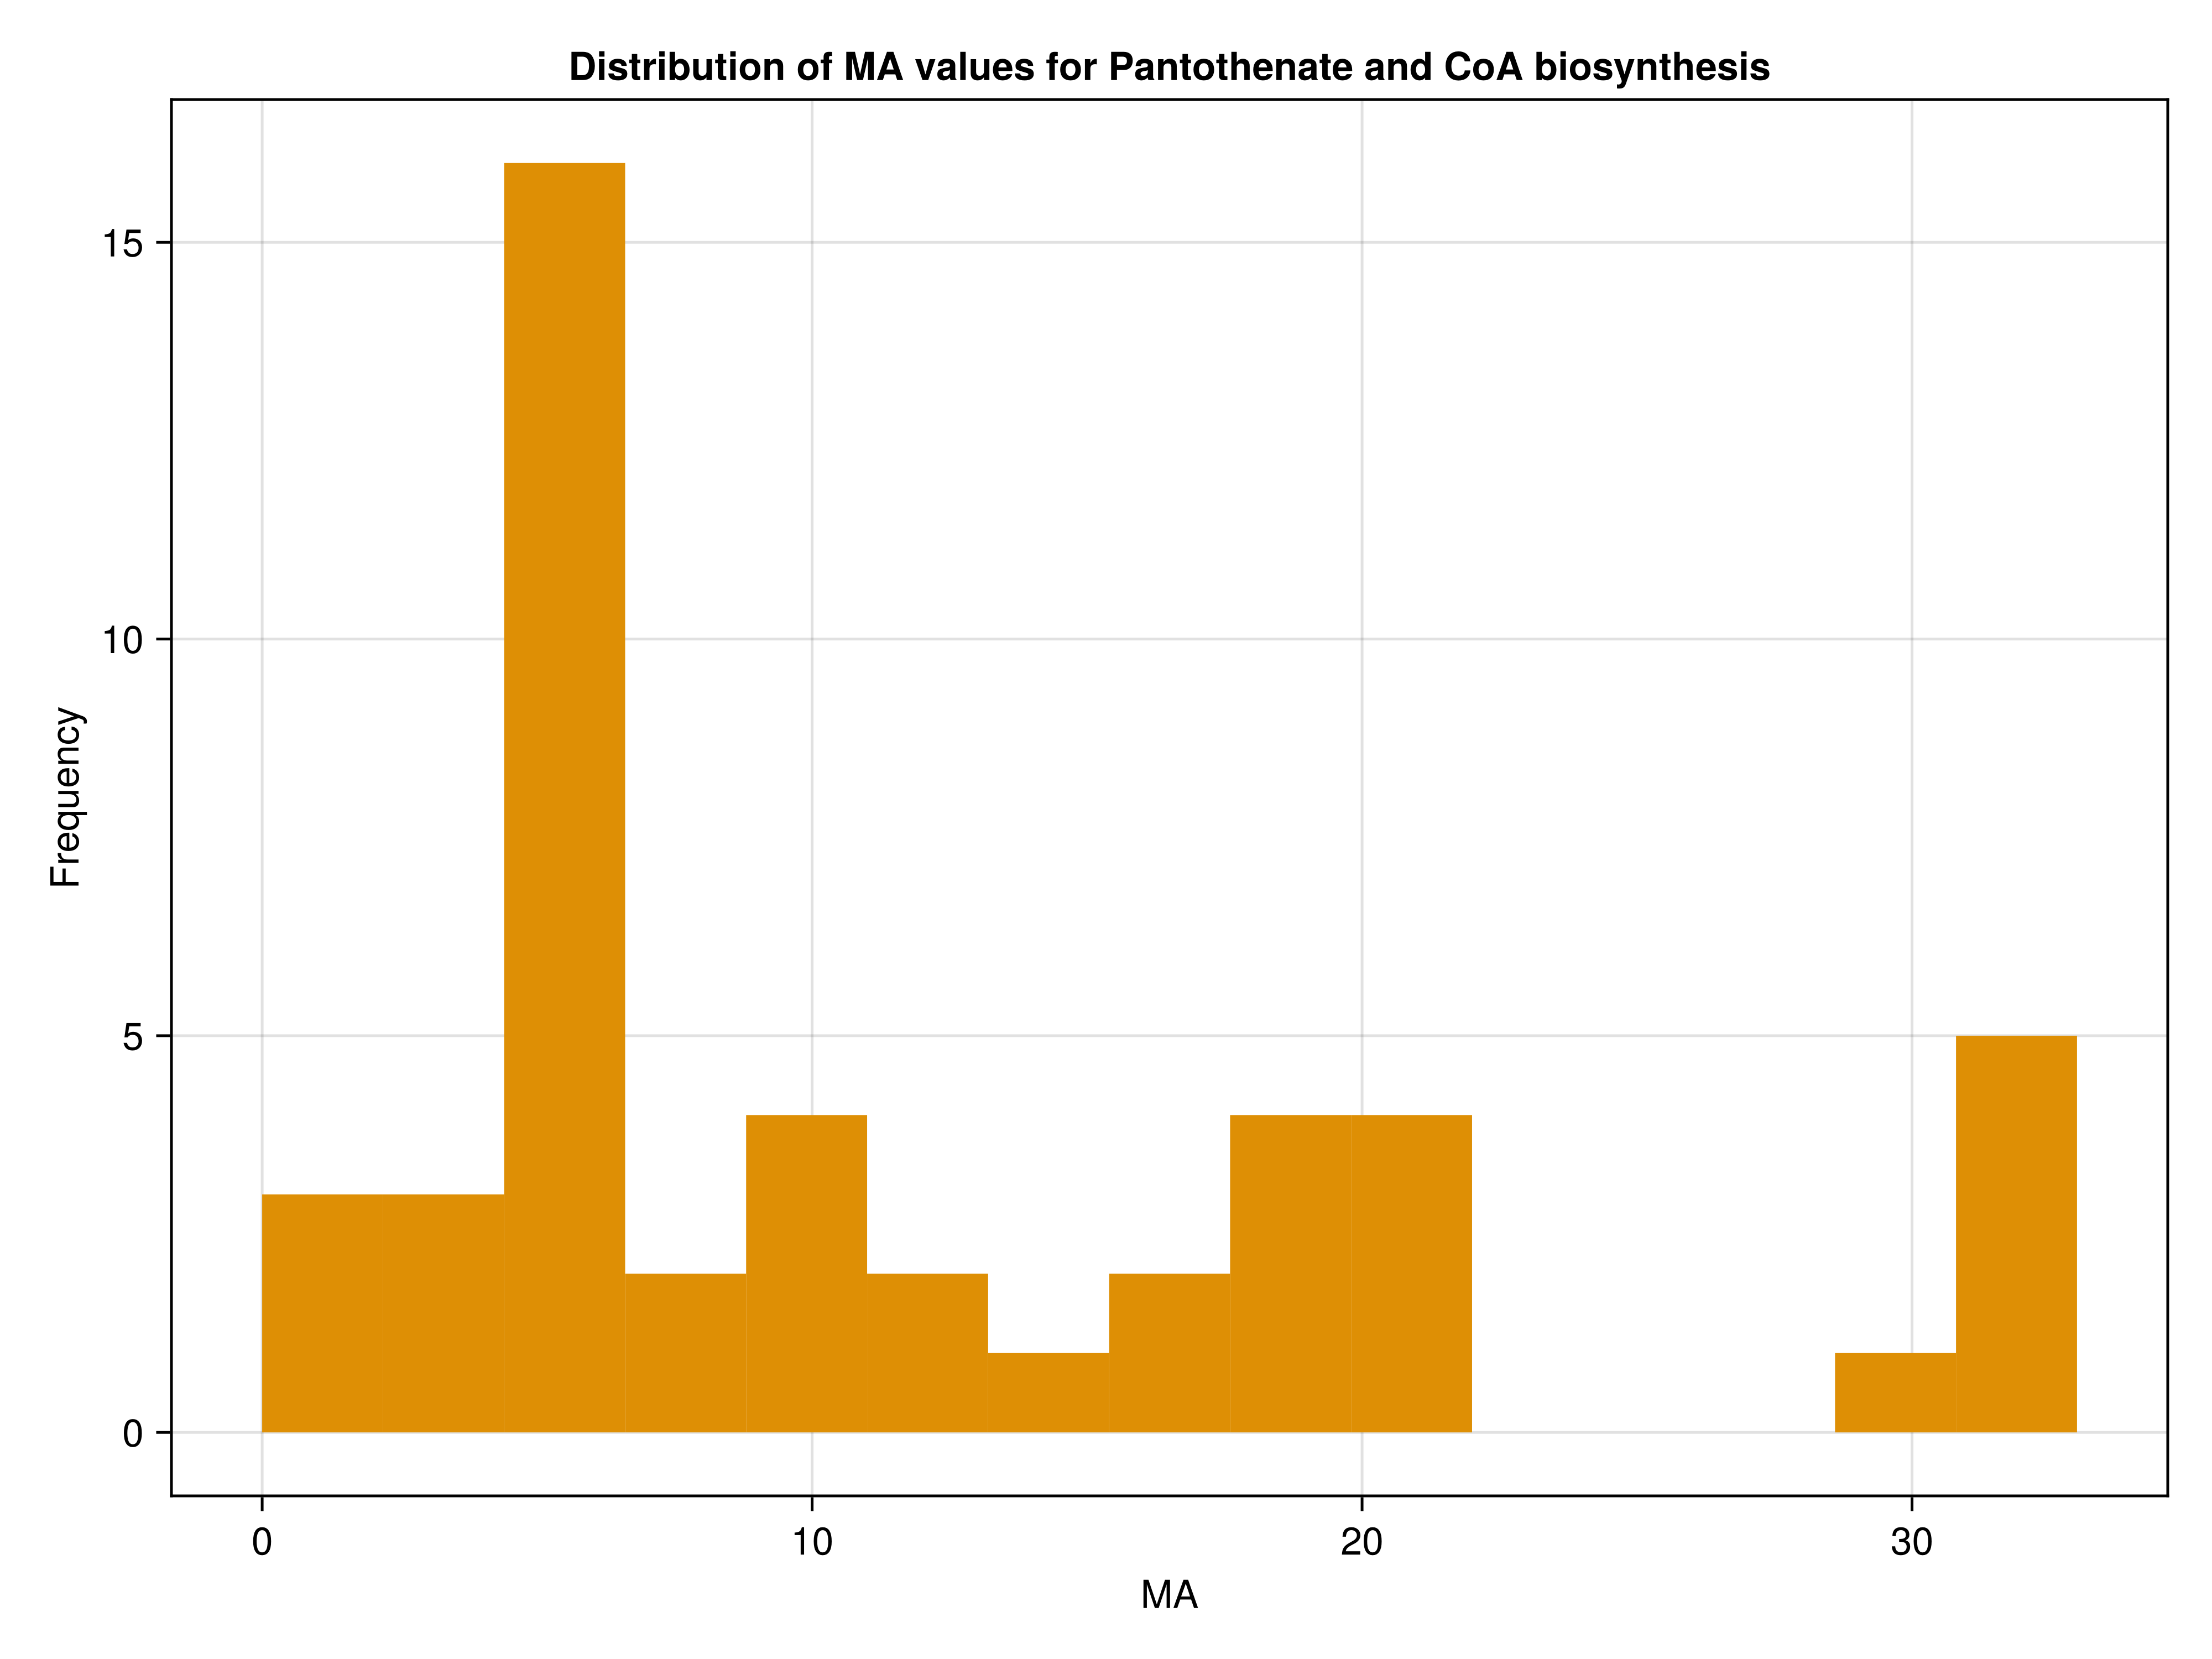 Distribution of MA values for Pantothenate and CoA biosynthesis
15
10
5
0
Frequency
0 10 20 30
MA